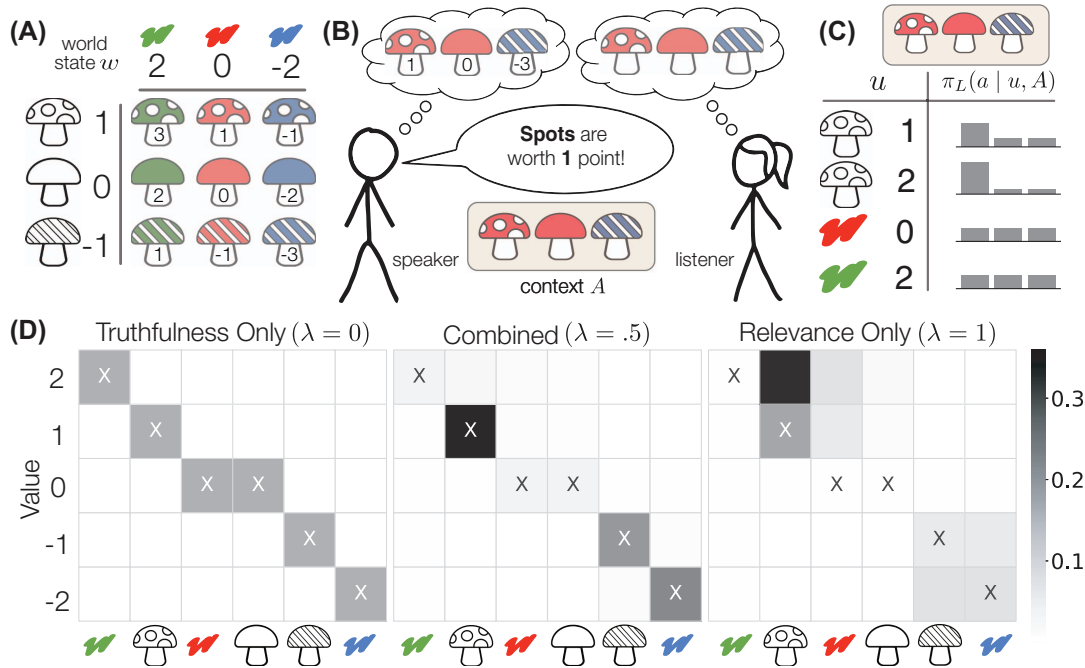 (A)
world
state w
2 0 -2
1
3 1 -1
0
2 0 -2
-1
1 -1 -3
(B)
1 0 -3
Spots are
worth 1 point!
speaker
listener
context A
(C)
u π_L(a | u, A)
1
2
0
2
(D)
Truthfulness Only (λ = 0)
Combined (λ = .5)
Relevance Only (λ = 1)
Value
2
1
0
-1
-2
X X X
X X X
X X X X X X
X X X
X X X
0.3
0.2
0.1